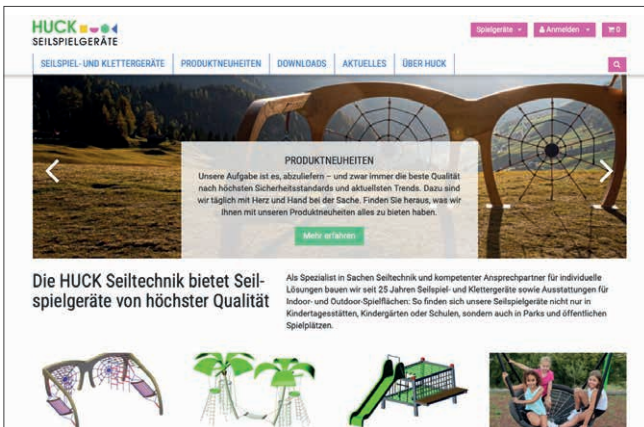 HUCK
SEILSPIELGERÄTE
Spielgeräte
Anmelden
0
SEILSPIEL- UND KLETTERGERÄTE
PRODUKTNEUHEITEN
DOWNLOADS
AKTUELLES
ÜBER HUCK
PRODUKTNEUHEITEN
Unsere Aufgabe ist es, abzuliefern – und zwar immer die beste Qualität
nach höchsten Sicherheitsstandards und aktuellsten Trends. Dazu sind
wir täglich mit Herz und Hand bei der Sache. Finden Sie heraus, was wir
Ihnen mit unseren Produktneuheiten alles zu bieten haben.
Mehr erfahren
Die HUCK Seiltechnik bietet Seil-
spielgeräte von höchster Qualität
Als Spezialist in Sachen Seiltechnik und kompetenter Ansprechpartner für individuelle
Lösungen bauen wir seit 25 Jahren Seilspiel- und Klettergeräte sowie Ausstattungen für
Indoor- und Outdoor-Spielflächen: So finden sich unsere Seilspielgeräte nicht nur in
Kindertagesstätten, Kindergärten oder Schulen, sondern auch in Parks und öffentlichen
Spielplätzen.